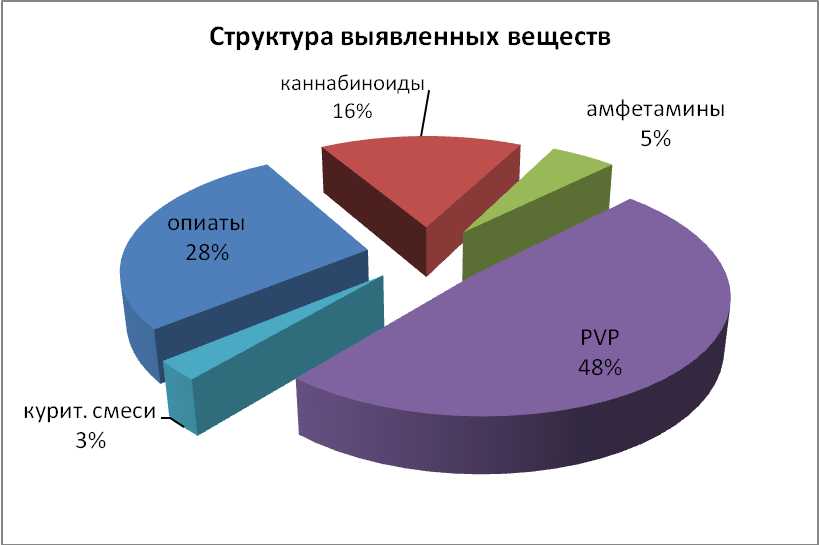 Структура выявленных веществ
каннабиноиды
16%
амфетамины
5%
опиаты
28%
PVP
48%
курит. смеси
3%